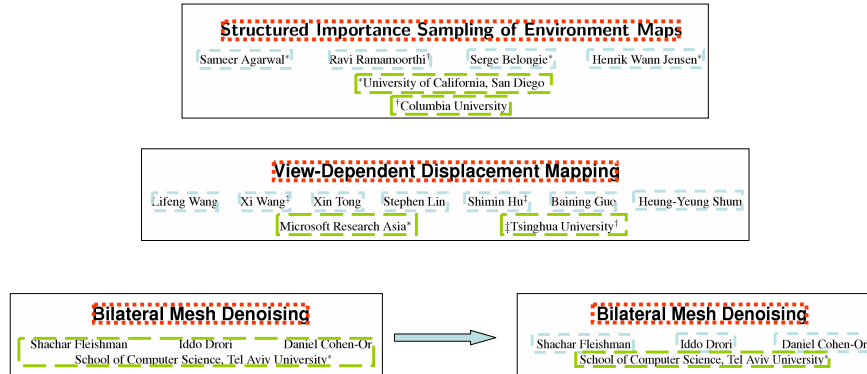 Structured Importance Sampling of Environment Maps
Sameer Agarwal* Ravi Ramamoorthi† Serge Belongie* Henrik Wann Jensen*
*University of California, San Diego
†Columbia University
View-Dependent Displacement Mapping
Lifeng Wang Xi Wang‡ Xin Tong Stephen Lin Shimin Hu‡ Baining Guo Heung-Yeung Shum
Microsoft Research Asia* ‡Tsinghua University†
Bilateral Mesh Denoising
Shachar Fleishman Iddo Drori Daniel Cohen-Or
School of Computer Science, Tel Aviv University*
Bilateral Mesh Denoising
Shachar Fleishman Iddo Drori Daniel Cohen-Or
School of Computer Science, Tel Aviv University*